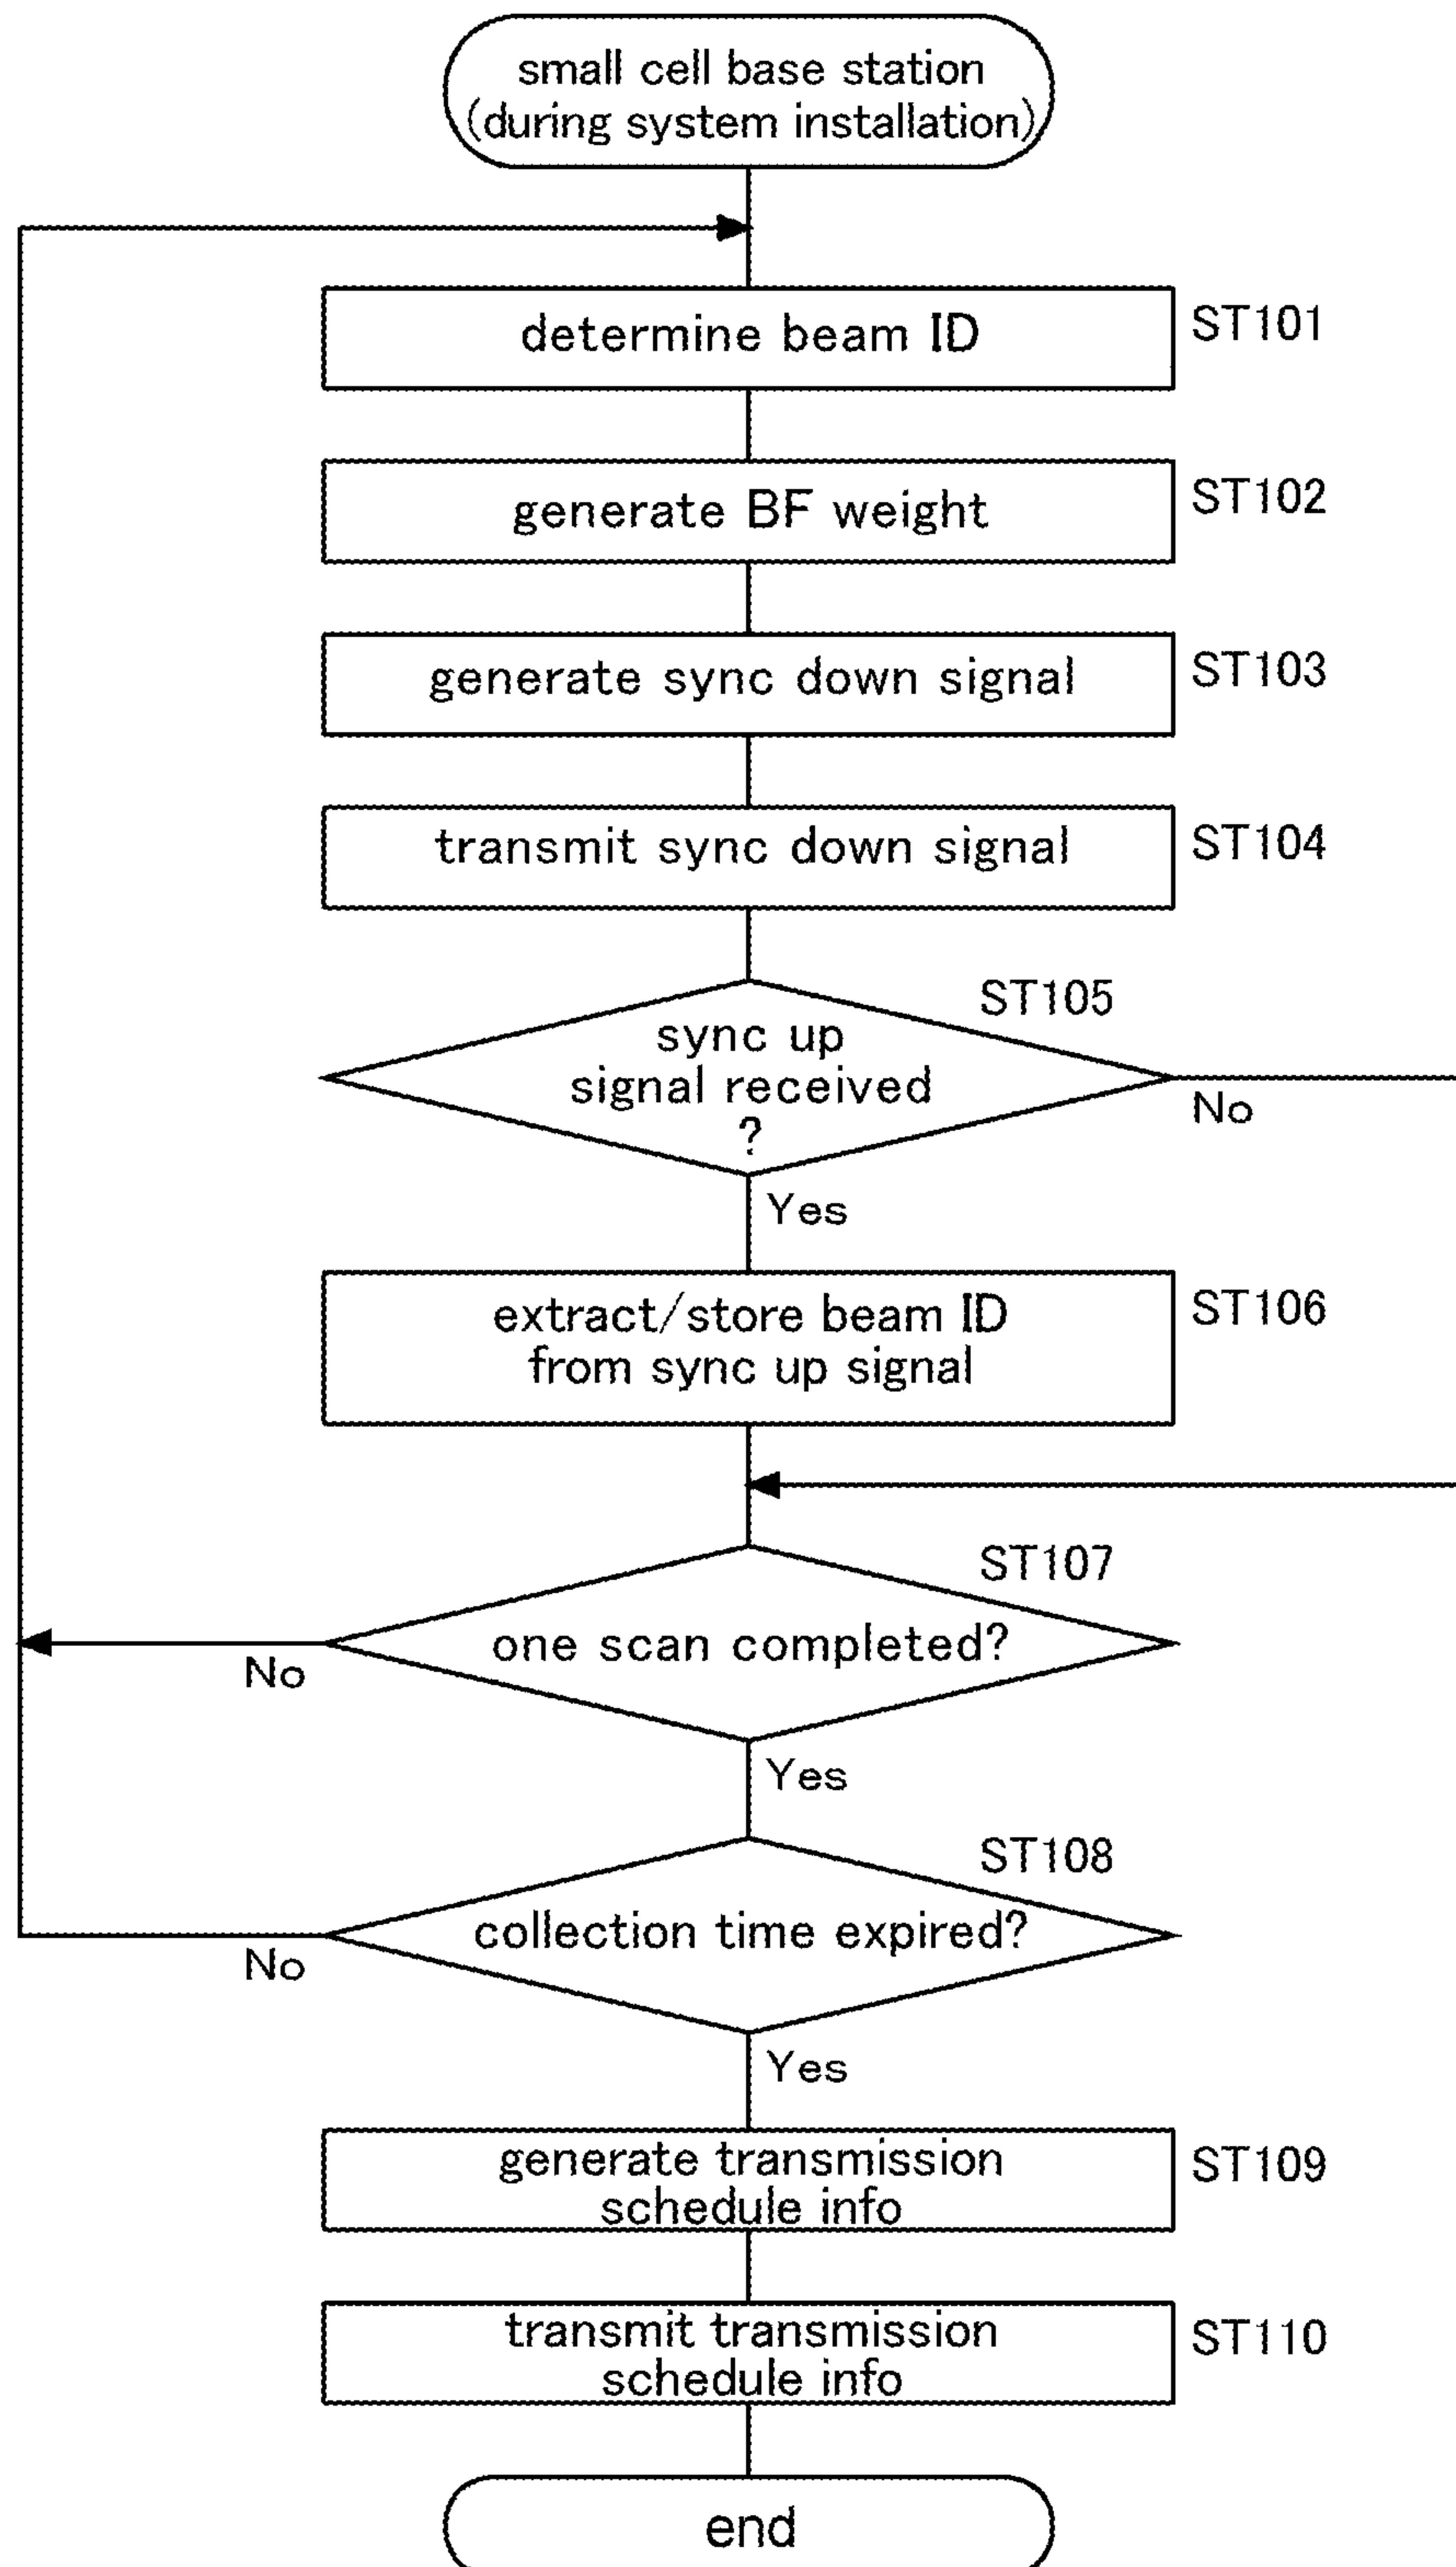 small cell base station
(during system installation)
determine beam ID
ST101
generate BF weight
ST102
generate sync down signal
ST103
transmit sync down signal
ST104
ST105
sync up
signal received
?
No
Yes
extract/store beam ID
from sync up signal
ST106
ST107
one scan completed?
No
Yes
ST108
collection time expired?
No
Yes
generate transmission
schedule info
ST109
transmit transmission
schedule info
ST110
end